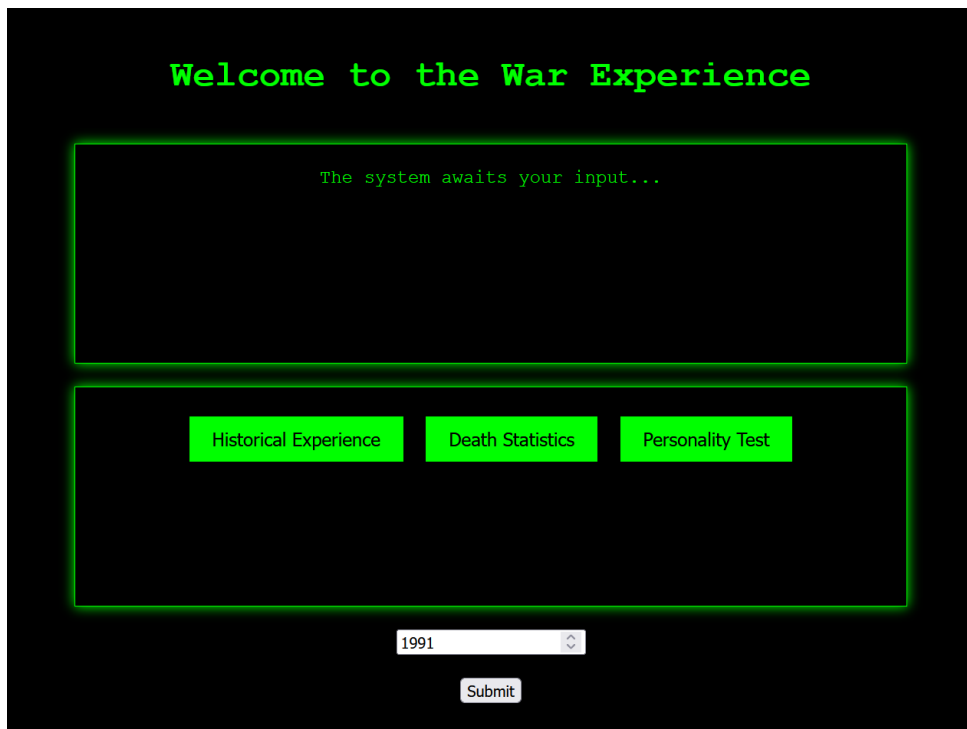 Welcome to the War Experience
The system awaits your input...
Historical Experience
Death Statistics
Personality Test
1991
Submit